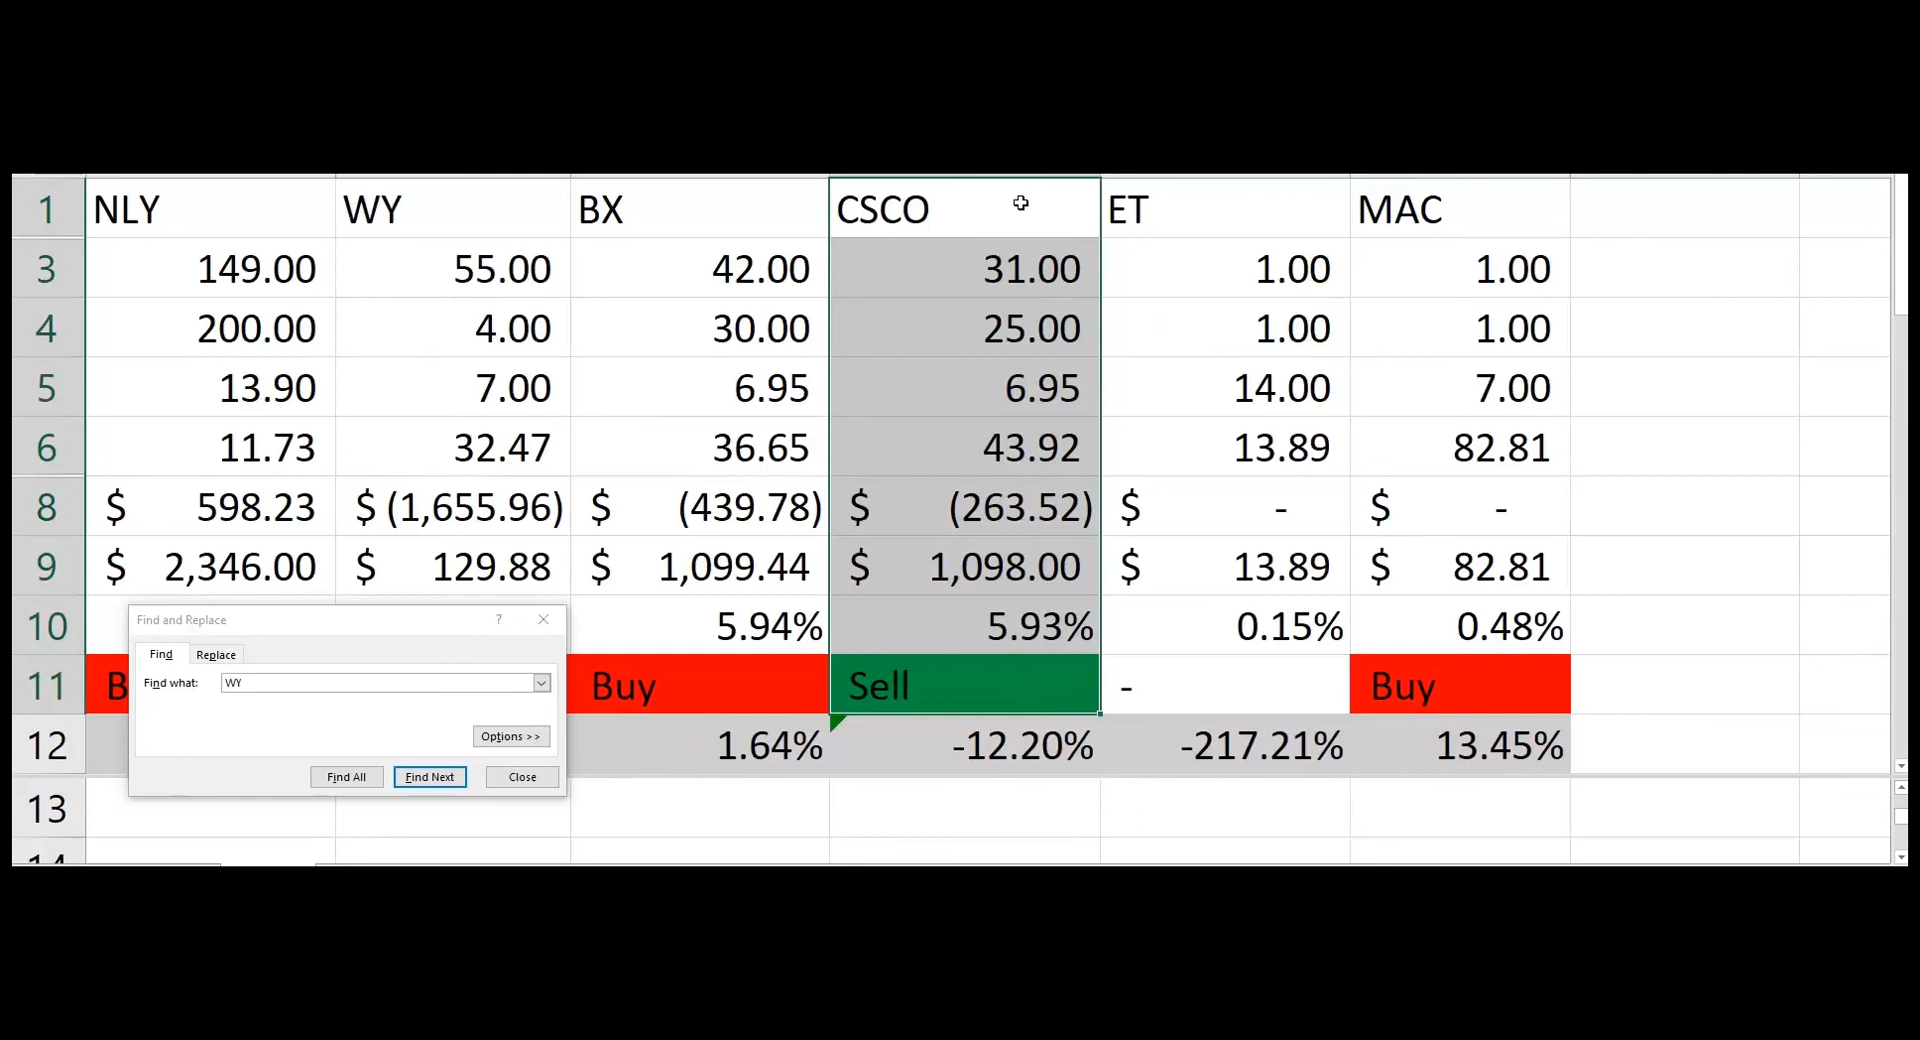 1 NLY WY BX CSCO ET MAC
3 149.00 55.00 42.00 31.00 1.00 1.00
4 200.00 4.00 30.00 25.00 1.00 1.00
5 13.90 7.00 6.95 6.95 14.00 7.00
6 11.73 32.47 36.65 43.92 13.89 82.81
8 $ 598.23 $ (1,655.96) $ (439.78) $ (263.52) $ - $ -
9 $ 2,346.00 $ 129.88 $ 1,099.44 $ 1,098.00 $ 13.89 $ 82.81
10 5.94% 5.93% 0.15% 0.48%
11 B Buy Sell - Buy
12 1.64% -12.20% -217.21% 13.45%
13
Find and Replace ? ×
Find Replace
Find what: WY
Options >>
Find All Find Next Close